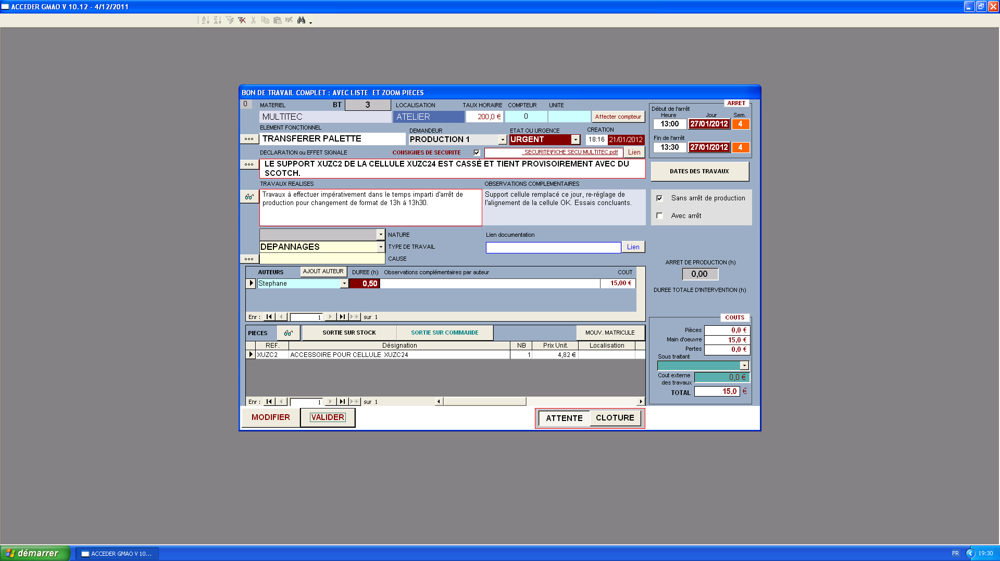 ACCEDER GMAO V 10.12 - 4/12/2011
BON DE TRAVAIL COMPLET : AVEC LISTE ET ZOOM PIECES
0 MATERIEL BT 3 LOCALISATION TAUX HORAIRE COMPTEUR UNITE
MULTITEC ATELIER 200,0 € 0 Affecter compteur
ELEMENT FONCTIONNEL DEMANDEUR ETAT OU URGENCE CREATION
TRANSFERER PALETTE PRODUCTION 1 URGENT 18:16 21/01/2012
DECLARATION ou EFFET SIGNALE CONSIGNES DE SECURITE _SECURITE\FICHE SECU MULTITEC.pdf Lien
LE SUPPORT XUZC2 DE LA CELLULE XUZC24 EST CASSÉ ET TIENT PROVISOIREMENT AVEC DU
SCOTCH.
TRAVAUX REALISES OBSERVATIONS COMPLEMENTAIRES
Travaux à effectuer impérativement dans le temps imparti d'arrêt de
production pour changement de format de 13h à 13h30.
Support cellule remplacé ce jour, re-réglage de
l'alignement de la cellule OK. Essais concluants.
NATURE Lien documentation
DEPANNAGES TYPE DE TRAVAIL Lien
CAUSE
AUTEURS AJOUT AUTEUR DUREE (h) Observations complémentaires par auteur COUT
Stephane 0,50 15,00 €
Enr : 1 sur 1
PIECES SORTIE SUR STOCK SORTIE SUR COMMANDE MOUV. MATRICULE
REF. Désignation NB Prix Unit. Localisation
XUZC2 ACCESSOIRE POUR CELLULE XUZC24 1 4,82 €
Enr : 1 sur 1
MODIFIER VALIDER ATTENTE CLOTURE
ARRET
Début de l'arrêt
Heure Jour Sem.
13:00 27/01/2012 4
Fin de l'arrêt
13:30 27/01/2012 4
DATES DES TRAVAUX
Sans arrêt de production
Avec arrêt
ARRET DE PRODUCTION (h)
0,00
DUREE TOTALE D'INTERVENTION (h)
COUTS
Pièces 0,0 €
Main d'oeuvre 15,0 €
Pertes 0,0 €
Sous traitant
Cout externe 0,0 €
des travaux
TOTAL 15,0 €
démarrer ACCEDER GMAO V 10... FR 19:30